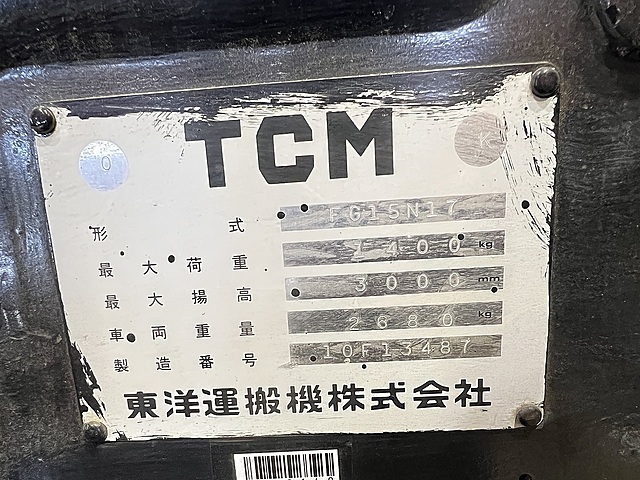 TCM
0
K
形式 FG15N17
最大荷重 1400 kg
最大揚高 3000 mm
車両重量 2680 kg
製造番号 10F13487
東洋運搬機株式会社